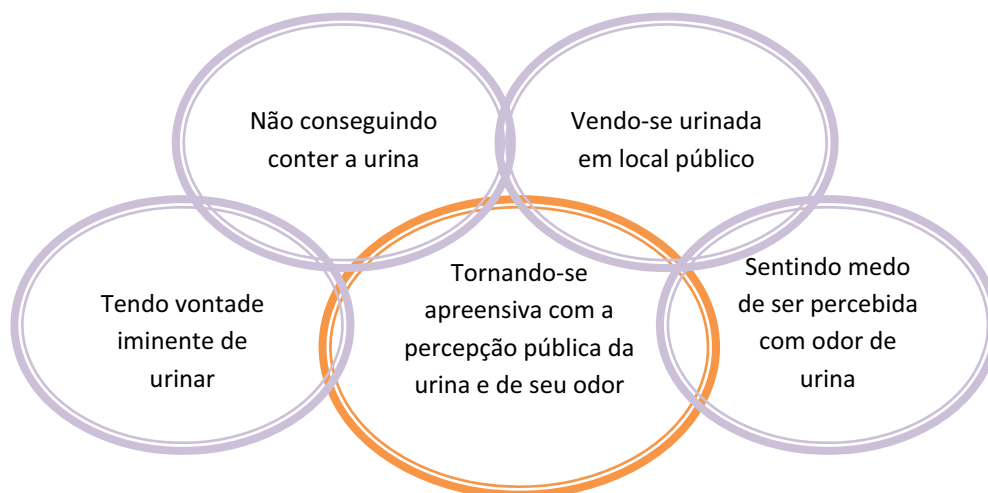 Não conseguindo
conter a urina
Vendo-se urinada
em local público
Tendo vontade
iminente de
urinar
Tornando-se
apreensiva com a
percepção pública da
urina e de seu odor
Sentindo medo
de ser percebida
com odor de
urina